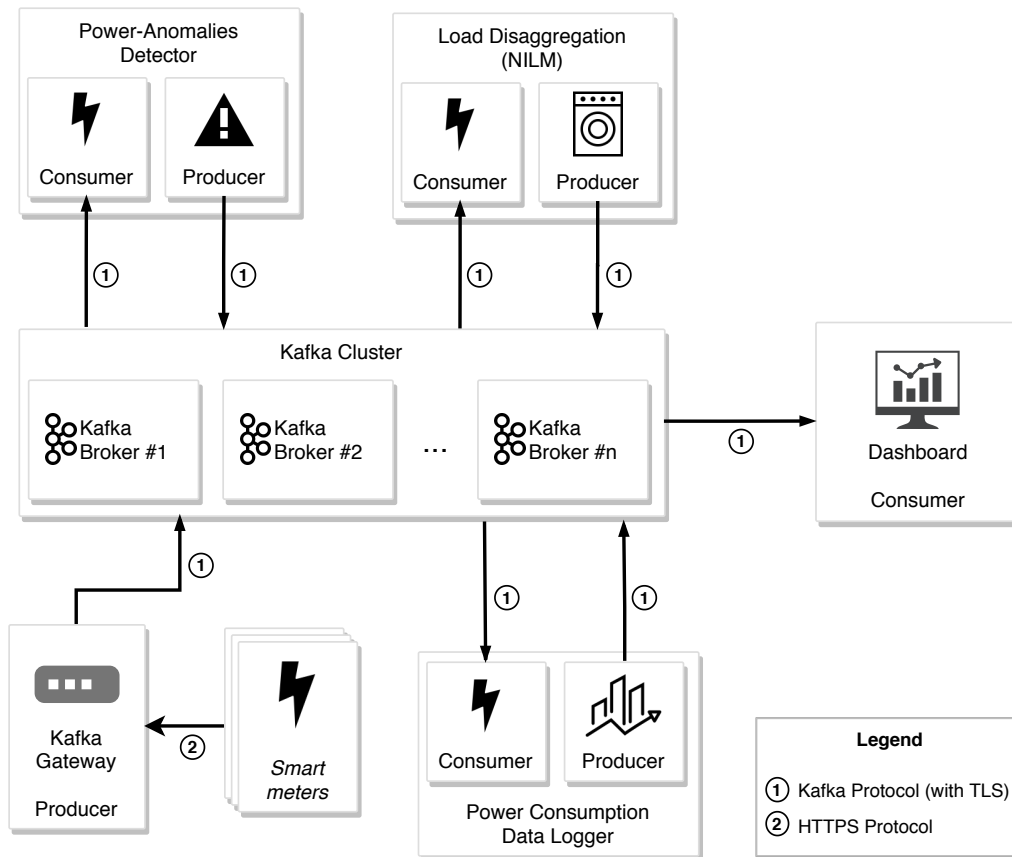 Power-Anomalies
Detector
Consumer
Producer
Load Disaggregation
(NILM)
Consumer
Producer
1
1
1
1
Kafka Cluster
Kafka
Broker #1
Kafka
Broker #2
...
Kafka
Broker #n
1
Dashboard
Consumer
1
1
1
Kafka
Gateway
Producer
2
Smart
meters
Consumer
Producer
Power Consumption
Data Logger
Legend
1 Kafka Protocol (with TLS)
2 HTTPS Protocol